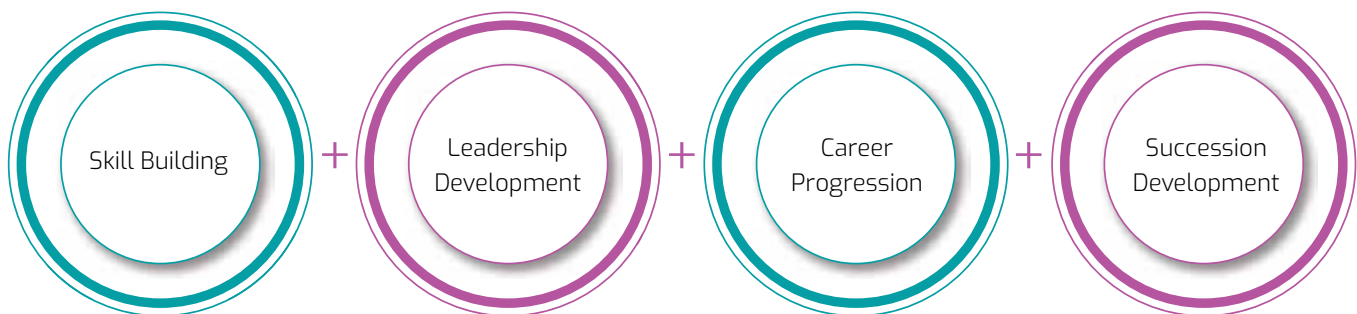 Skill Building
+
Leadership
Development
+
Career
Progression
+
Succession
Development